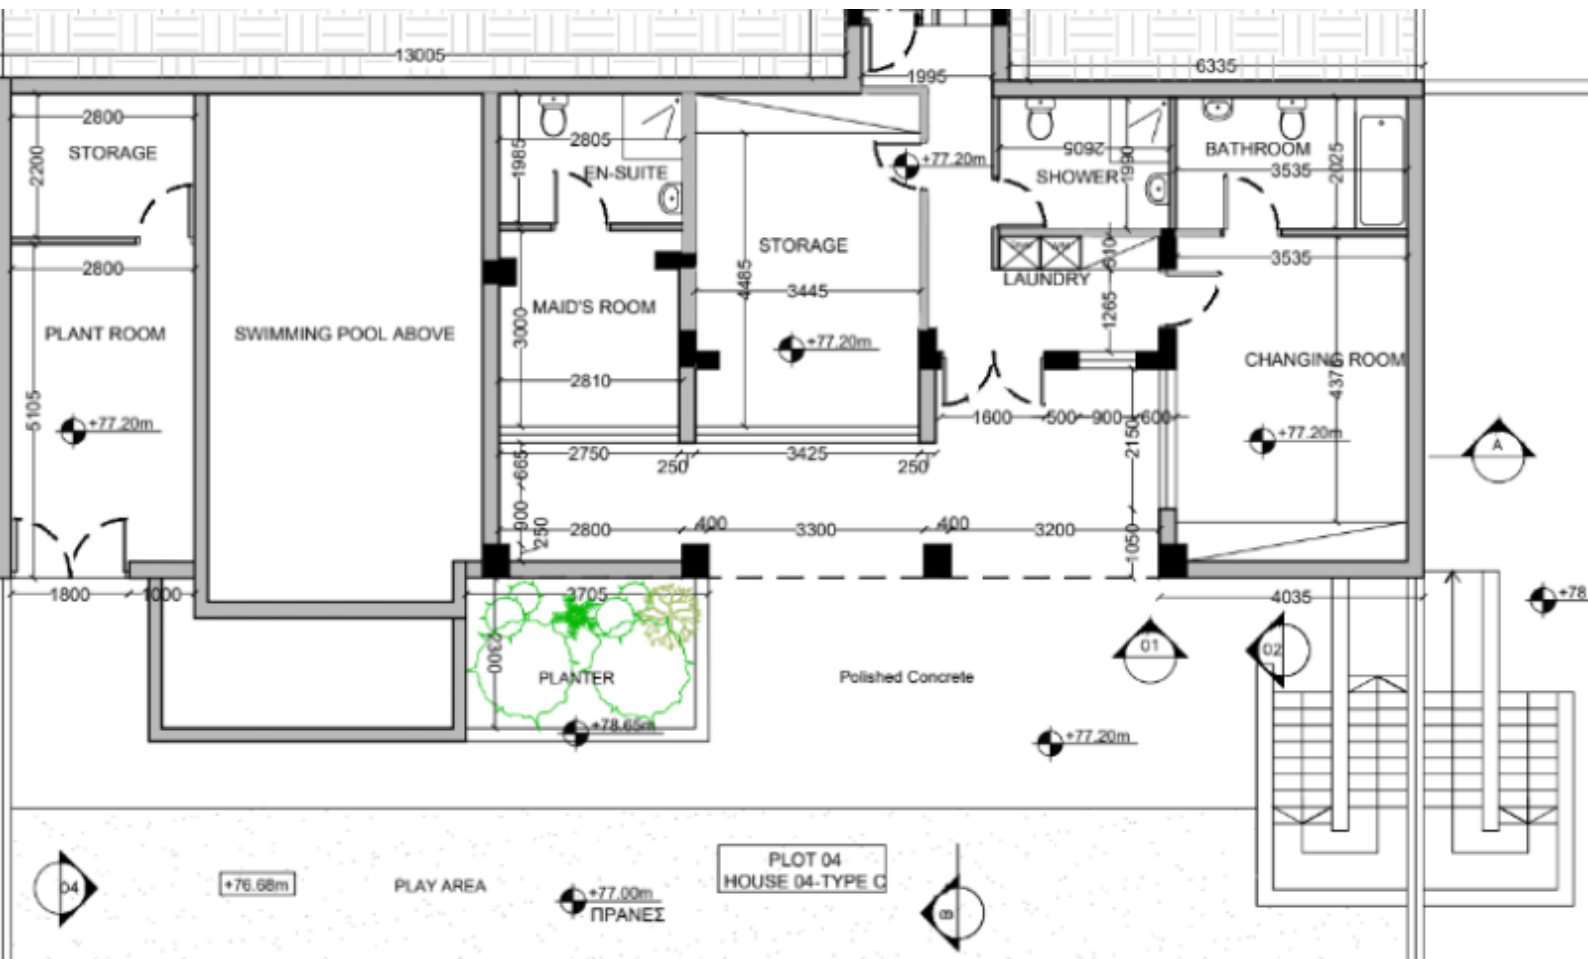 13005
1995
6335
2800
STORAGE
2200
2805
1985
EN-SUITE
+77.20m
2605
1990
SHOWER
BATHROOM
3535
2025
STORAGE
4485
3445
+77.20m
2800
PLANT ROOM
5105
+77.20m
SWIMMING POOL ABOVE
MAID'S ROOM
3000
2810
610
LAUNDRY
1265
3535
CHANGING ROOM
+77.20m
1600
500
900
600
2150
A
2750
250
3425
250
665
900
250
2800
400
3300
400
3200
1050
1800
1000
3705
4035
+78
2300
PLANTER
+78.65m
Polished Concrete
01
02
+77.20m
04
+76.68m
PLAY AREA
+77.00m
ΠΡΑΝΕΣ
PLOT 04
HOUSE 04-TYPE C
B